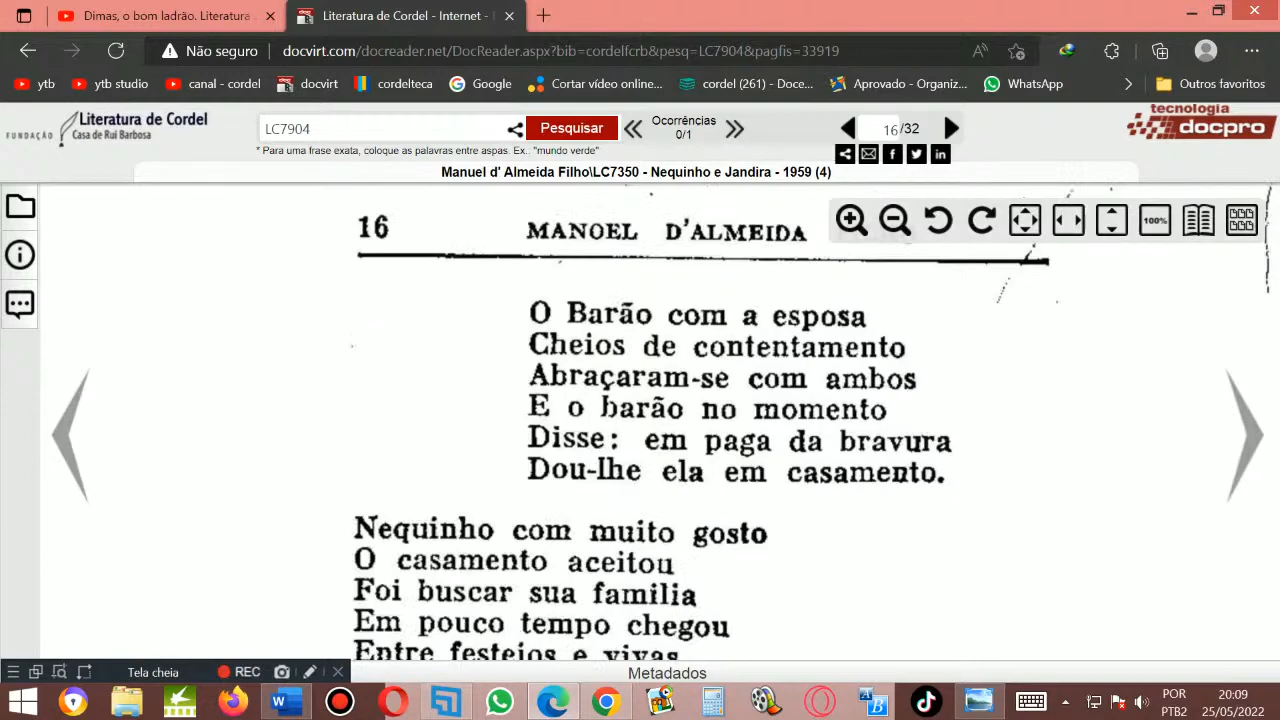 Dimas, o bom ladrão. Literatura
Literatura de Cordel - Internet - I
Não seguro
docvirt.com/docreader.net/DocReader.aspx?bib=cordelfcrb&pesq=LC7904&pagfis=33919
ytb
ytb studio
canal - cordel
docvirt
cordelteca
Google
Cortar vídeo online...
cordel (261) - Doce...
Aprovado - Organiz...
WhatsApp
Outros favoritos
FUNDAÇÃO
Literatura de Cordel
Casa de Rui Barbosa
LC7904
Pesquisar
Ocorrências
0/1
16 /32
tecnologia
docpro
* Para uma frase exata, coloque as palavras entre aspas. Ex.: "mundo verde"
Manuel d' Almeida Filho\LC7350 - Nequinho e Jandira - 1959 (4)
100%
16 MANOEL D'ALMEIDA
O Barão com a esposa
Cheios de contentamento
Abraçaram-se com ambos
E o barão no momento
Disse: em paga da bravura
Dou-lhe ela em casamento.
Nequinho com muito gosto
O casamento aceitou
Foi buscar sua familia
Em pouco tempo chegou
Entre festejos e vivas
Tela cheia
REC
Metadados
POR
PTB2
20:09
25/05/2022